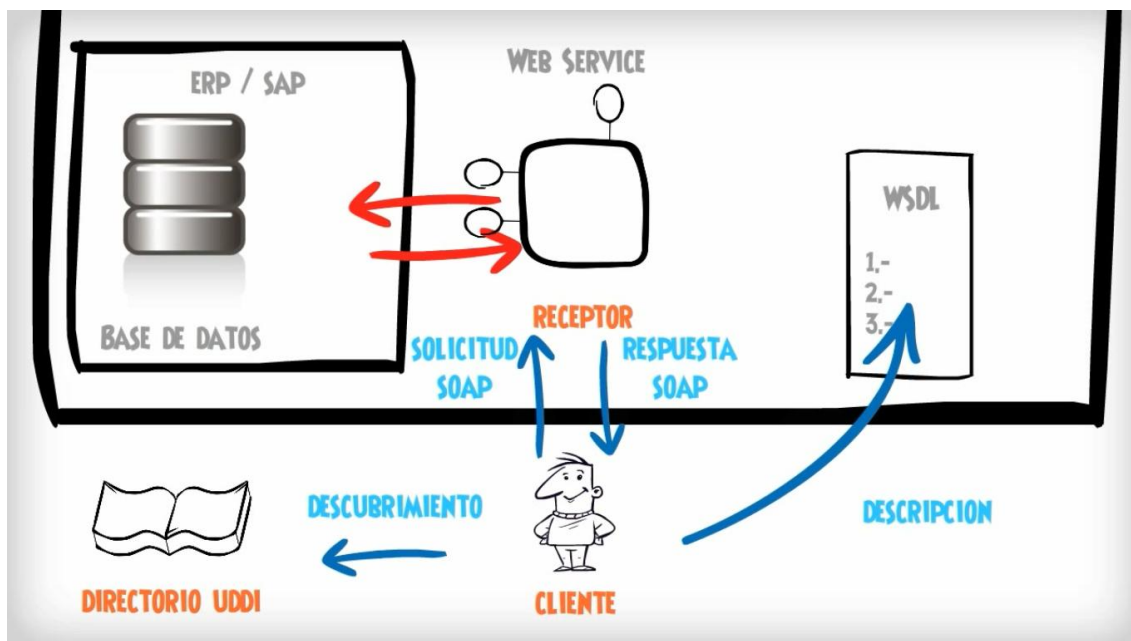 WEB SERVICE
ERP / SAP
WSDL
1.-
2.-
3.-
BASE DE DATOS
RECEPTOR
SOLICITUD
SOAP
RESPUESTA
SOAP
DESCUBRIMIENTO
DESCRIPCION
DIRECTORIO UDDI
CLIENTE